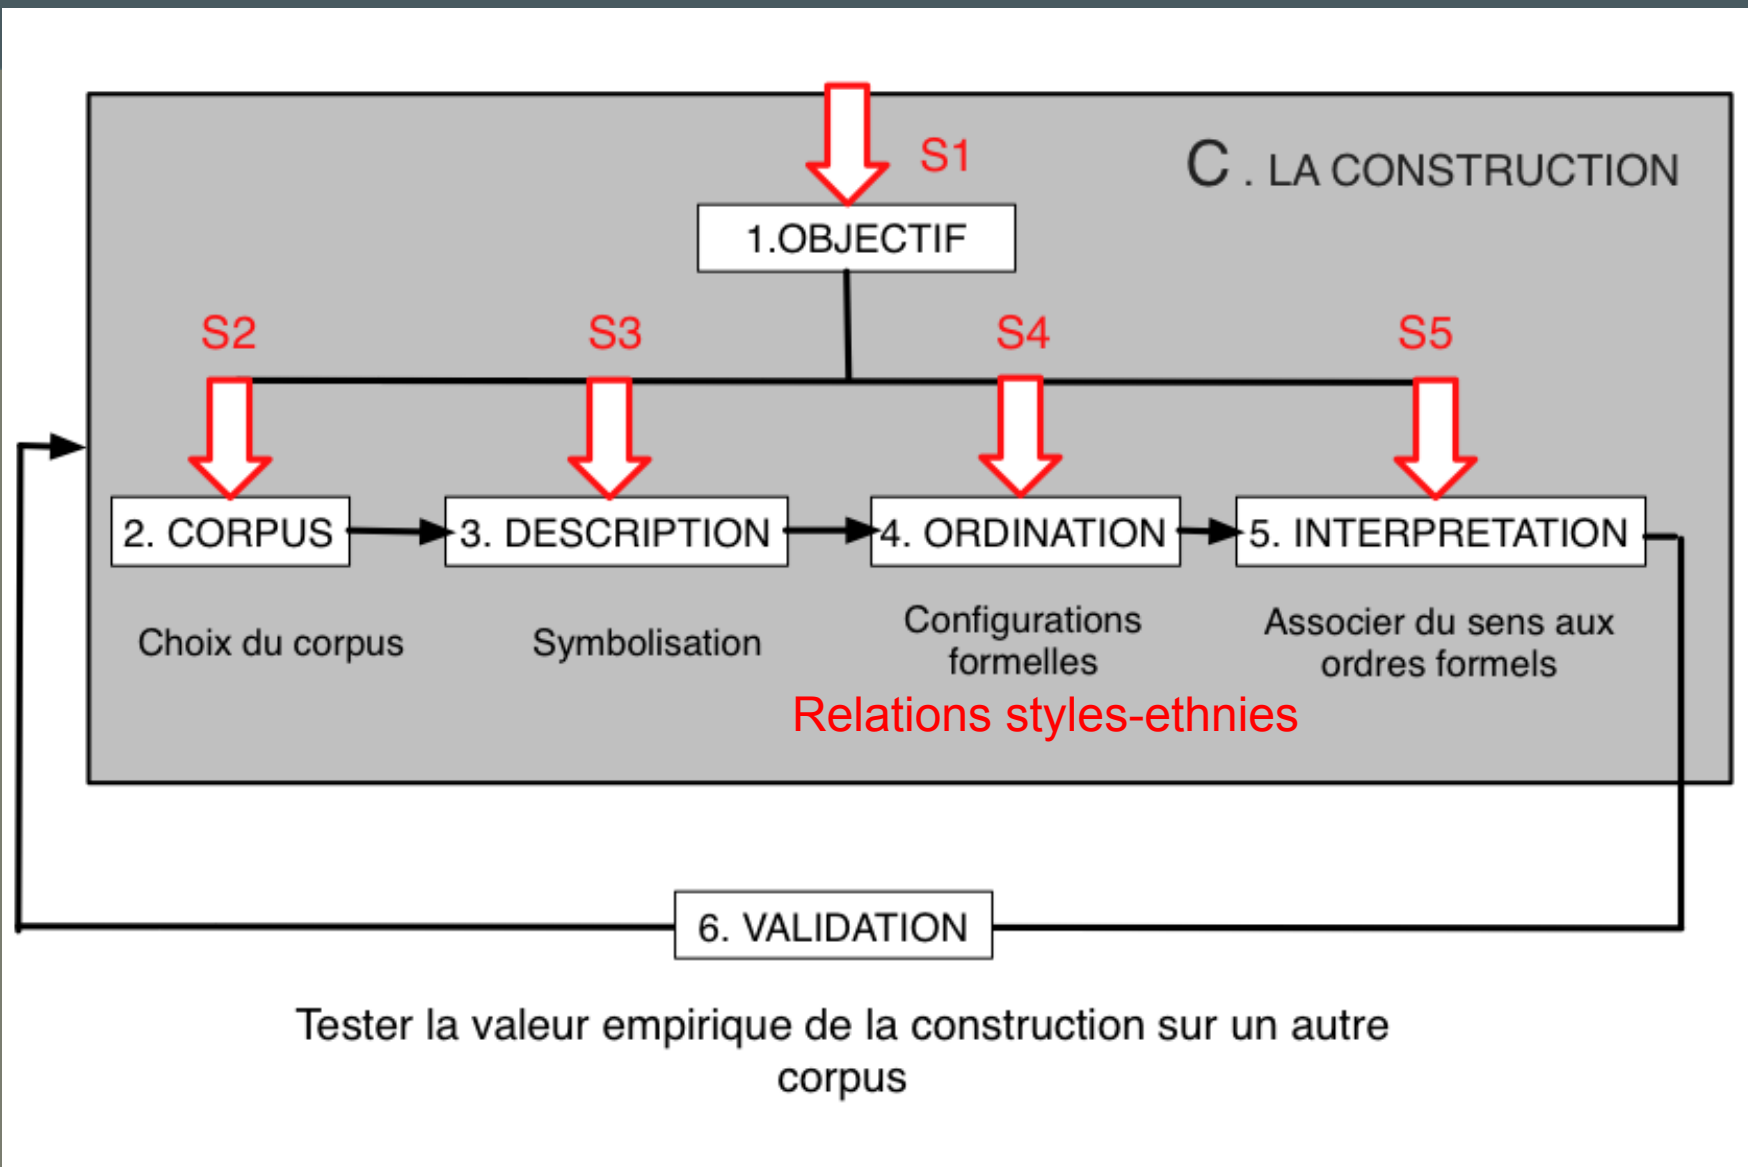 S1
C . LA CONSTRUCTION
1.OBJECTIF
S2
S3
S4
S5
2. CORPUS
3. DESCRIPTION
4. ORDINATION
5. INTERPRETATION
Choix du corpus
Symbolisation
Configurations
formelles
Associer du sens aux
ordres formels
Relations styles-ethnies
6. VALIDATION
Tester la valeur empirique de la construction sur un autre
corpus